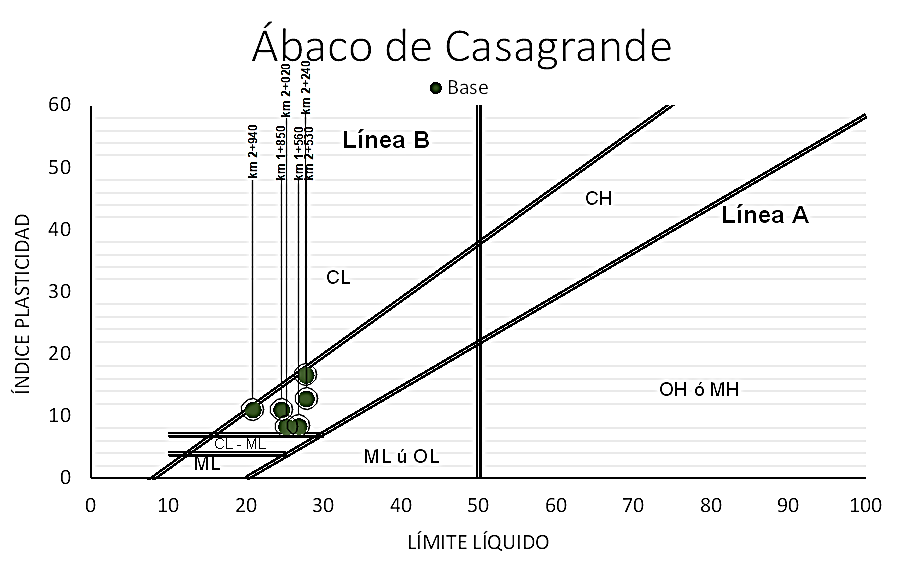 Ábaco de Casagrande
Base
km 2+940
km 1+850
km 2+020
km 1+560
km 2+240
km 2+530
Línea B
CH
Línea A
CL
OH ó MH
CL - ML
ML
ML ú OL
ÍNDICE PLASTICIDAD
60
50
40
30
20
10
0
0 10 20 30 40 50 60 70 80 90 100
LÍMITE LÍQUIDO